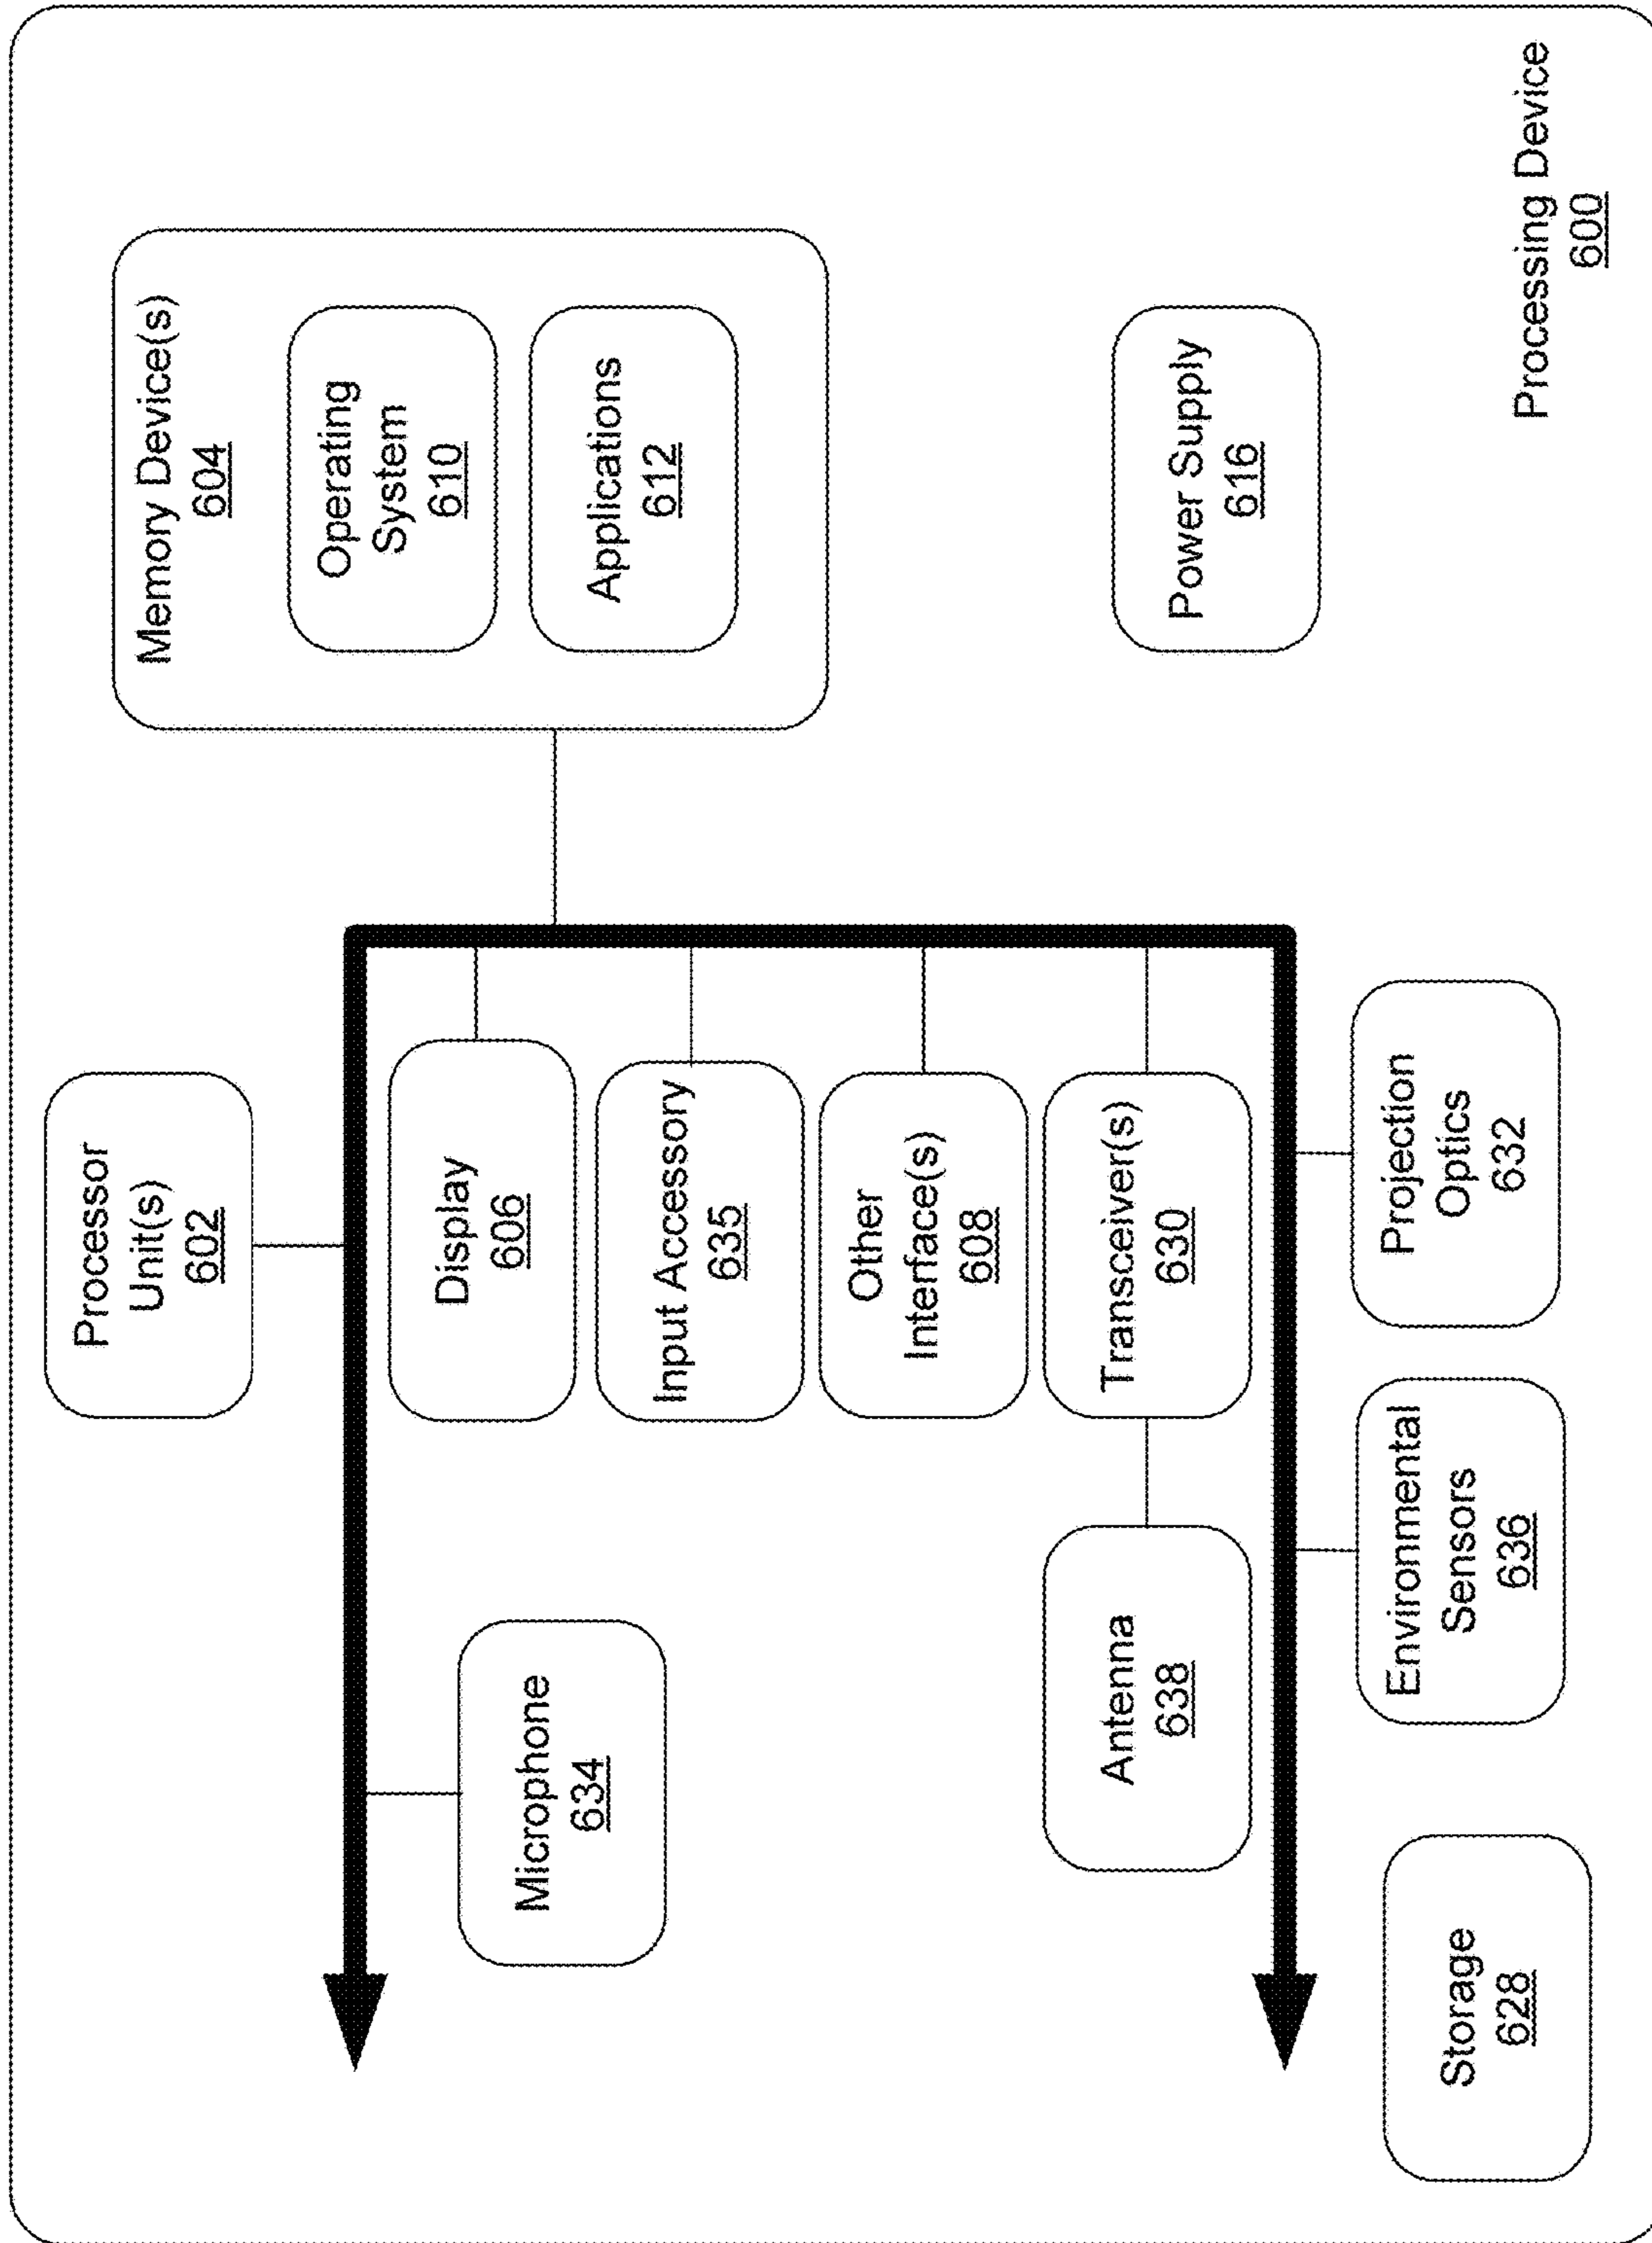 Processor
Unit(s)
602
Memory Device(s)
604
Operating
System
610
Display
606
Microphone
634
Applications
612
Input Accessory
635
Other
Interface(s)
608
Antenna
638
Transceiver(s)
630
Power Supply
616
Storage
628
Environmental
Sensors
636
Projection
Optics
632
Processing Device
600